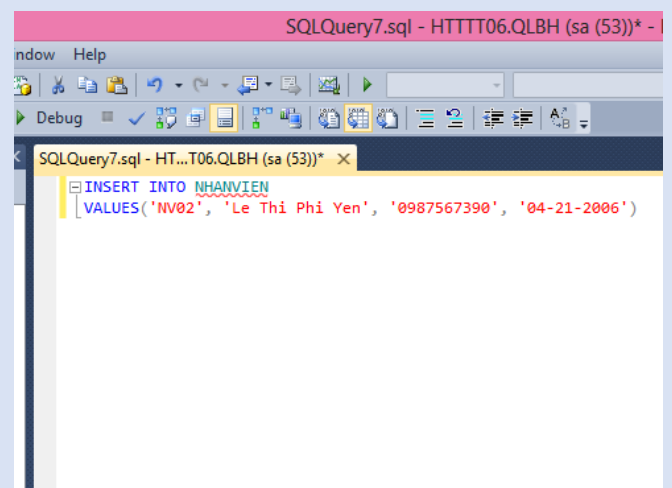 SQLQuery7.sql - HTTTT06.QLBH (sa (53))* -
indow Help
Debug
SQLQuery7.sql - HT...T06.QLBH (sa (53))*
INSERT INTO NHANVIEN
VALUES('NV02', 'Le Thi Phi Yen', '0987567390', '04-21-2006')